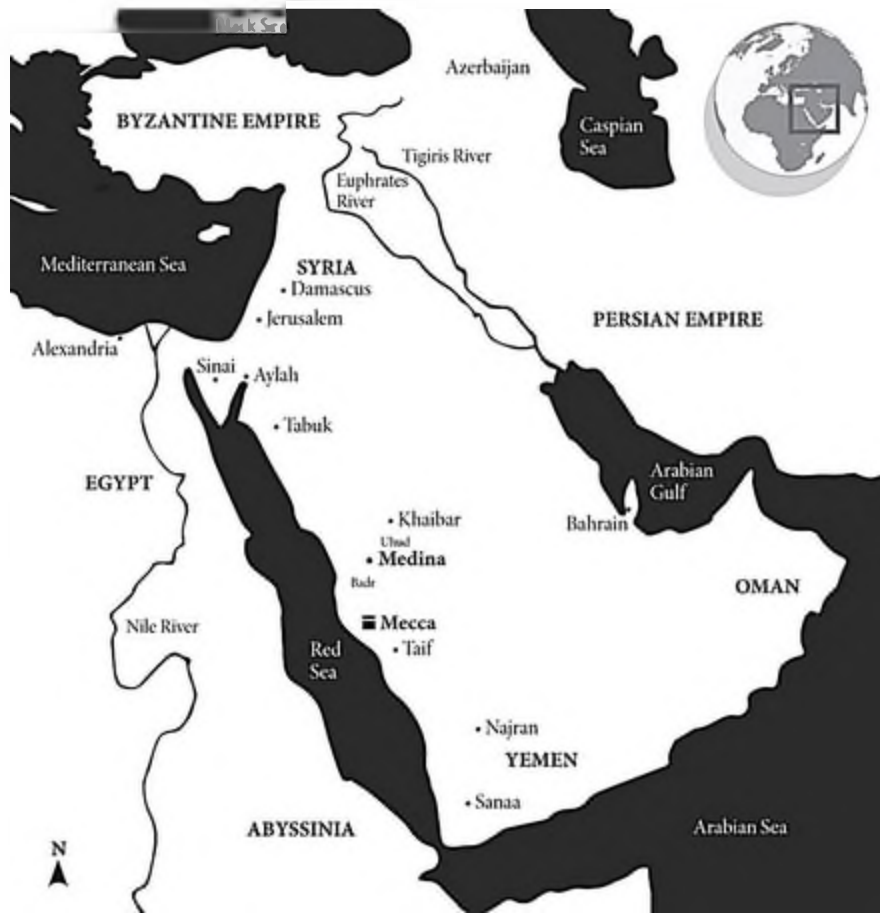 Black Sea
Azerbaijan
BYZANTINE EMPIRE
Caspian
Sea
Tigiris River
Euphrates
River
Mediterranean Sea
SYRIA
Damascus
Jerusalem
PERSIAN EMPIRE
Alexandria
Sinai
Aylah
Tabuk
EGYPT
Arabian
Gulf
Khaibar
Bahrain
Uhud
Medina
Badr
OMAN
Nile River
Mecca
Red
Sea
Taif
Najran
YEMEN
Sanaa
ABYSSINIA
Arabian Sea
N